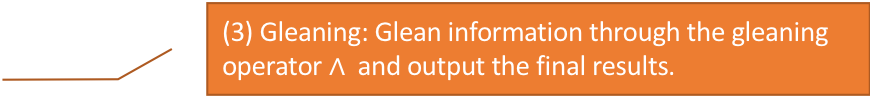 (3) Gleaning: Glean information through the gleaning
operator Λ and output the final results.